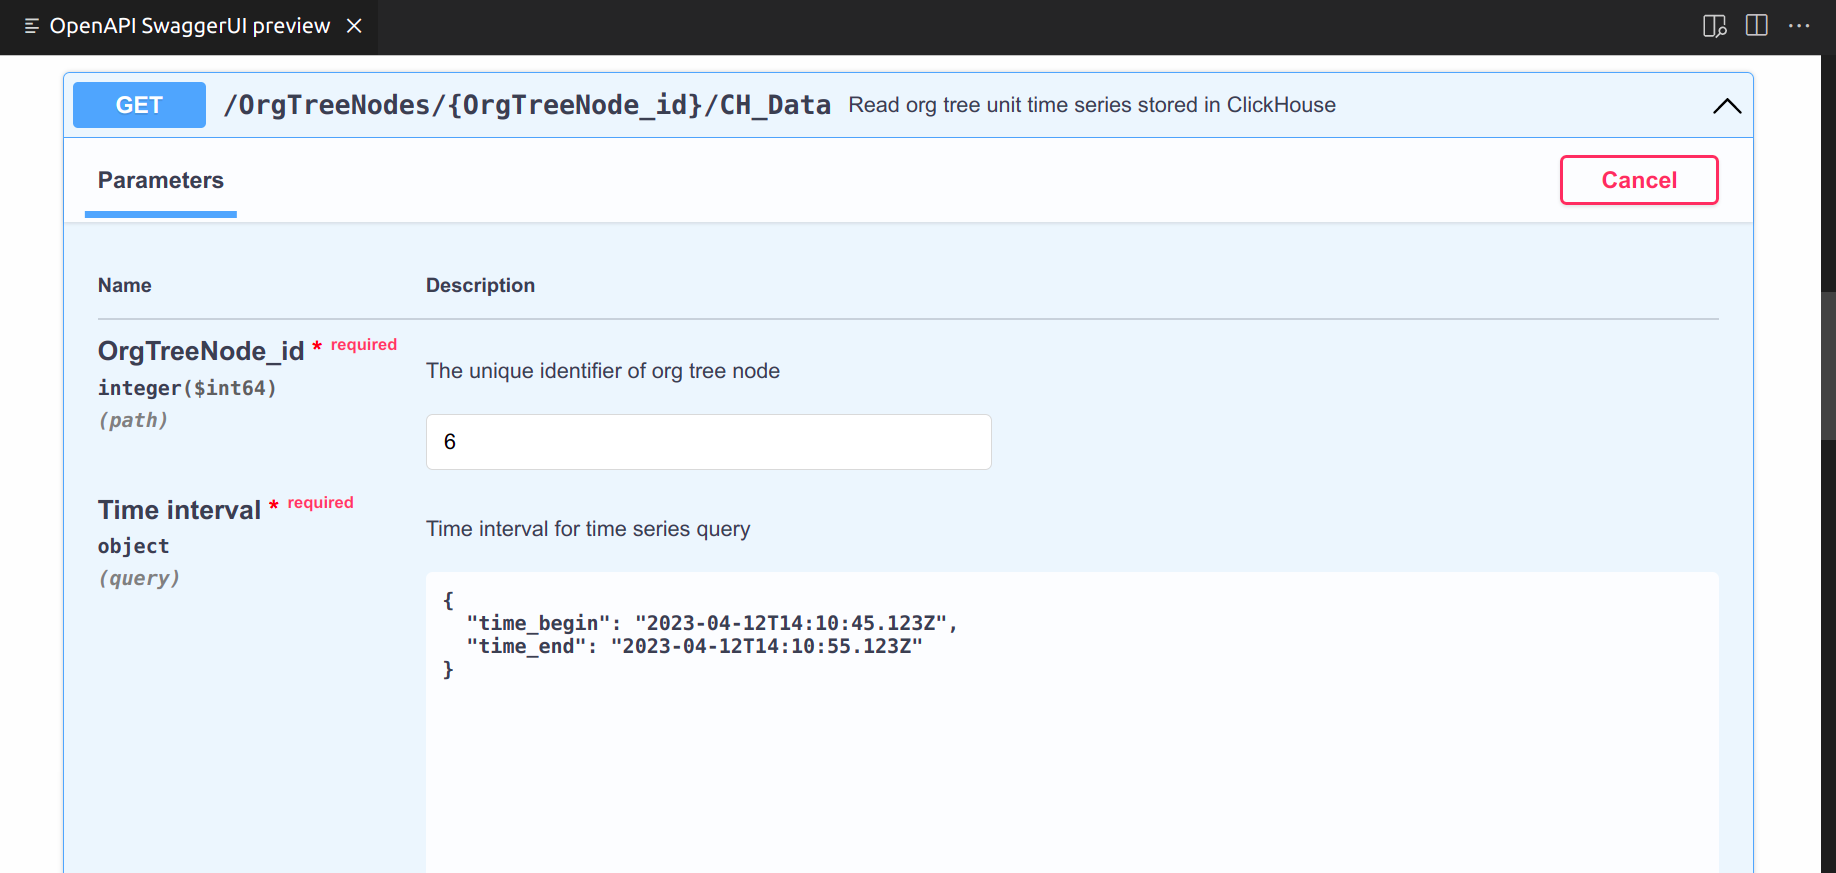 OpenAPI SwaggerUI preview
GET /OrgTreeNodes/{OrgTreeNode_id}/CH_Data Read org tree unit time series stored in ClickHouse
Parameters
Cancel
Name Description
OrgTreeNode_id * required
integer($int64)
(path)
The unique identifier of org tree node
6
Time interval * required
object
(query)
Time interval for time series query
{
  "time_begin": "2023-04-12T14:10:45.123Z",
  "time_end": "2023-04-12T14:10:55.123Z"
}